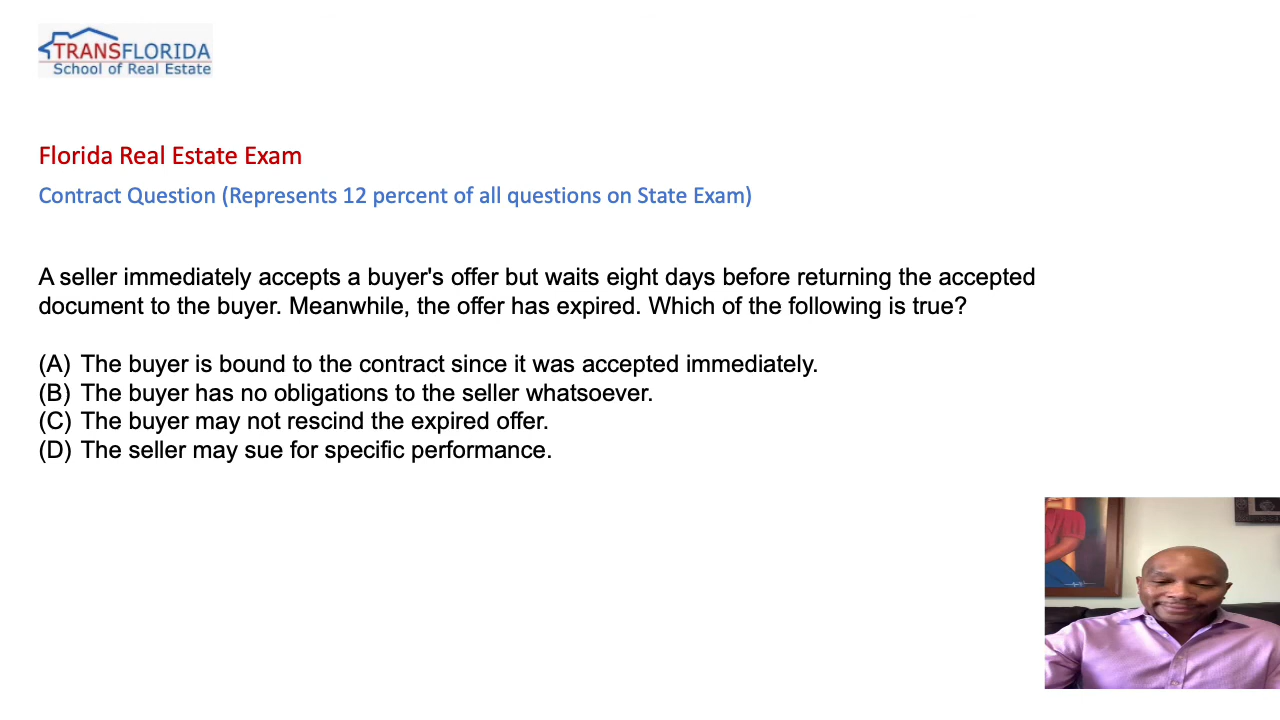 TRANSFLORIDA
School of Real Estate
Florida Real Estate Exam
Contract Question (Represents 12 percent of all questions on State Exam)
A seller immediately accepts a buyer's offer but waits eight days before returning the accepted
document to the buyer. Meanwhile, the offer has expired. Which of the following is true?
(A) The buyer is bound to the contract since it was accepted immediately.
(B) The buyer has no obligations to the seller whatsoever.
(C) The buyer may not rescind the expired offer.
(D) The seller may sue for specific performance.